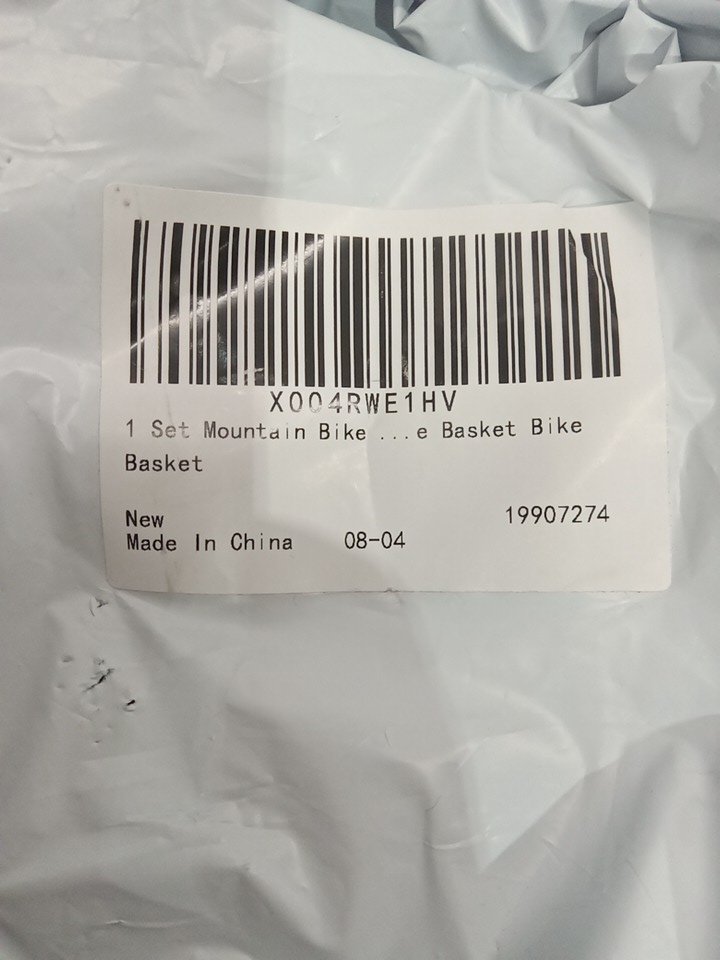 X004RWE1HV
1 Set Mountain Bike ...e Basket Bike
Basket
New
19907274
Made In China 08-04